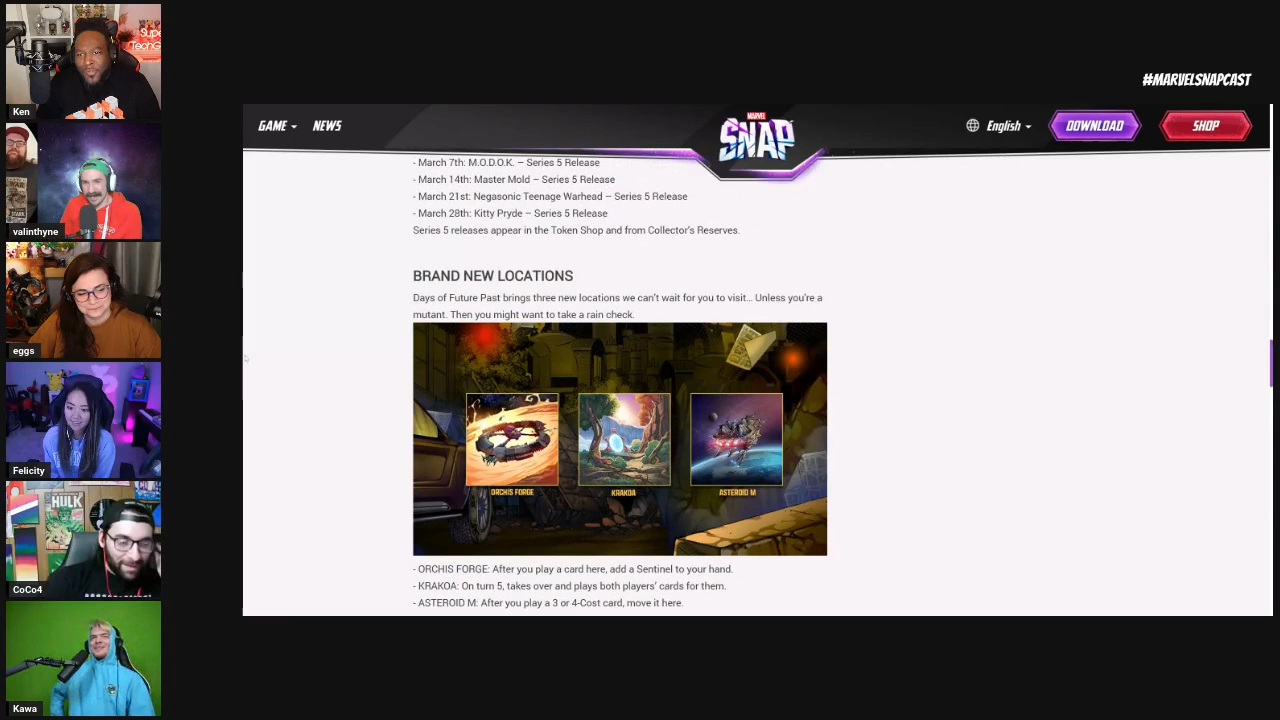 Super
TechG
Ken
valinthyne
eggs
Felicity
HULK
CoCo4
Kawa
#MARVELSNAPCAST
GAME
NEWS
MARVEL
SNAP
English
DOWNLOAD
SHOP
- March 7th: M.O.D.O.K. – Series 5 Release
- March 14th: Master Mold – Series 5 Release
- March 21st: Negasonic Teenage Warhead – Series 5 Release
- March 28th: Kitty Pryde – Series 5 Release
Series 5 releases appear in the Token Shop and from Collector's Reserves.
BRAND NEW LOCATIONS
Days of Future Past brings three new locations we can't wait for you to visit... Unless you're a
mutant. Then you might want to take a rain check.
ORCHIS FORGE
KRAKOA
ASTEROID M
- ORCHIS FORGE: After you play a card here, add a Sentinel to your hand.
- KRAKOA: On turn 5, takes over and plays both players' cards for them.
- ASTEROID M: After you play a 3 or 4-Cost card, move it here.